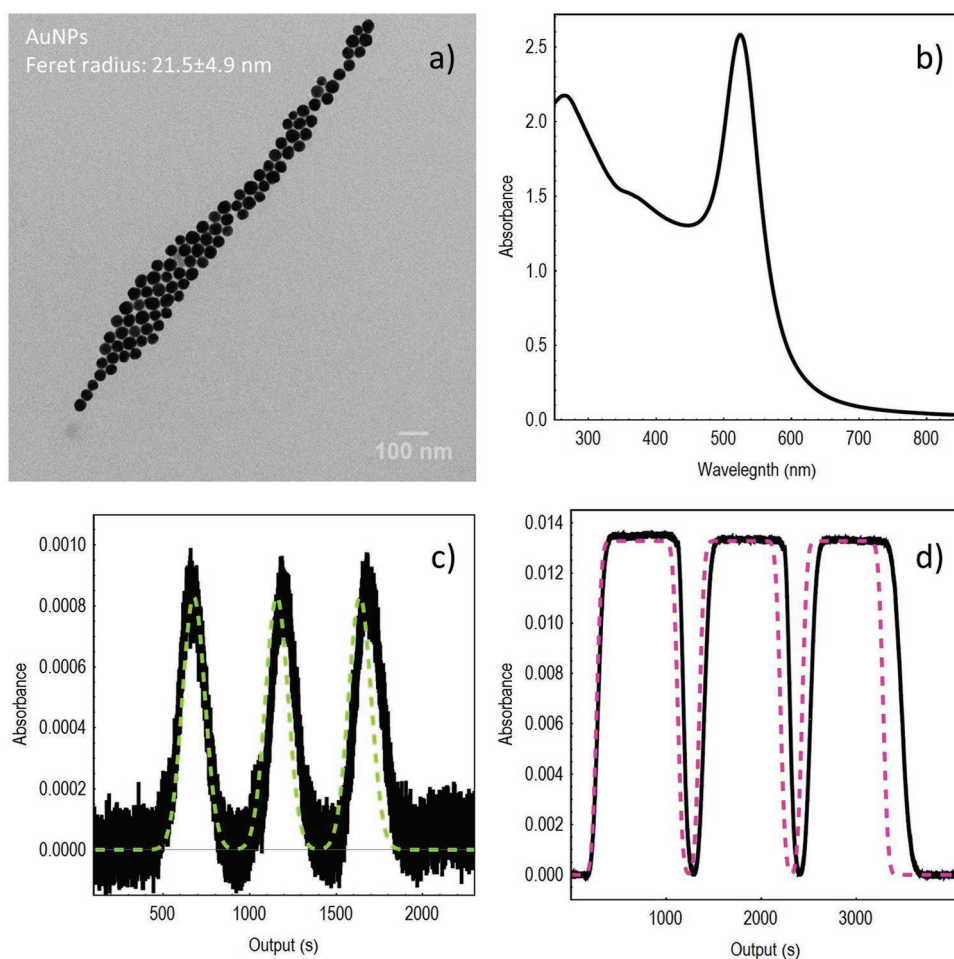 AuNPs
Feret radius: 21.5±4.9 nm
a)
100 nm
b)
2.5
2.0
1.5
1.0
0.5
0.0
Absorbance
300 400 500 600 700 800
Wavelegnth (nm)
c)
0.0010
0.0008
0.0006
0.0004
0.0002
0.0000
Absorbance
500 1000 1500 2000
Output (s)
d)
0.014
0.012
0.010
0.008
0.006
0.004
0.002
0.000
Absorbance
1000 2000 3000
Output (s)